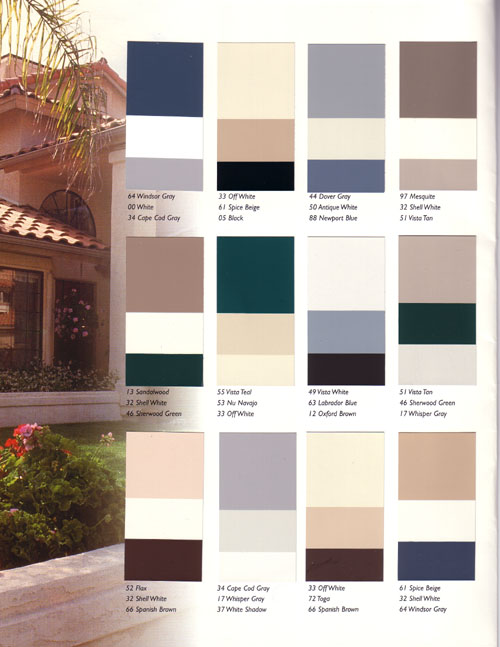 64 Windsor Gray
00 White
34 Cape Cod Gray
33 Off White
61 Spice Beige
05 Black
44 Dover Gray
50 Antique White
88 Newport Blue
97 Mesquite
32 Shell White
51 Vista Tan
13 Sandalwood
32 Shell White
46 Sherwood Green
55 Vista Teal
53 Nu Navajo
33 Off White
49 Vista White
63 Labrador Blue
12 Oxford Brown
51 Vista Tan
46 Sherwood Green
17 Whisper Gray
52 Flax
32 Shell White
66 Spanish Brown
34 Cape Cod Gray
17 Whisper Gray
37 White Shadow
33 Off White
72 Toga
66 Spanish Brown
61 Spice Beige
32 Shell White
64 Windsor Gray